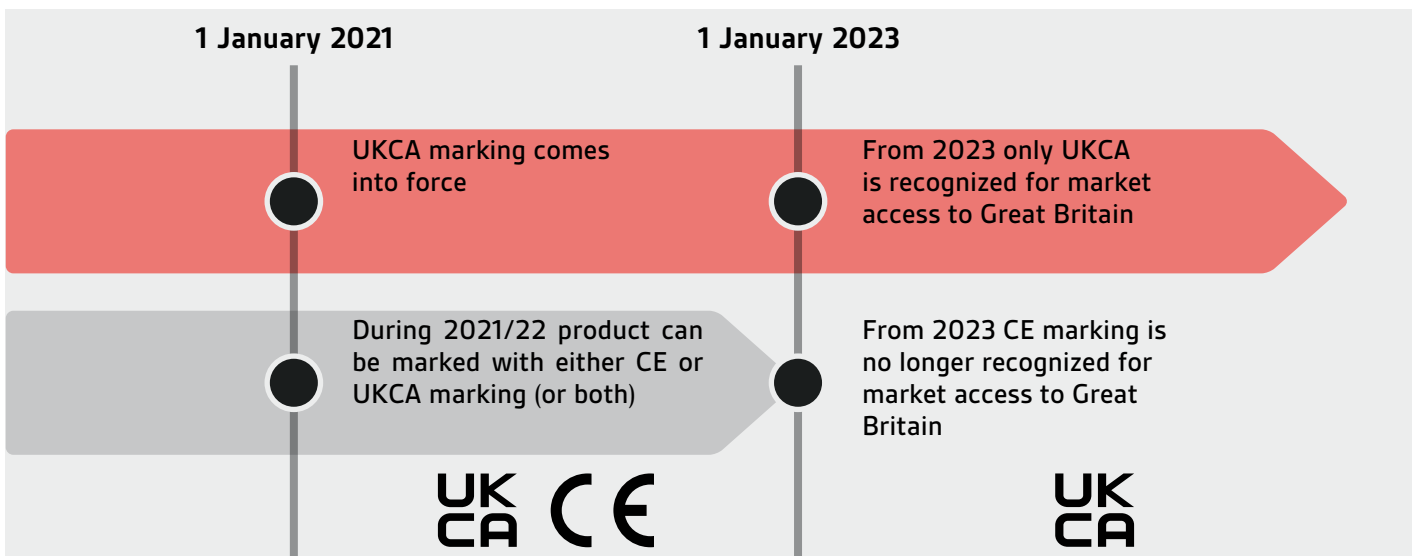 1 January 2021
1 January 2023
UKCA marking comes
into force
From 2023 only UKCA
is recognized for market
access to Great Britain
During 2021/22 product can
be marked with either CE or
UKCA marking (or both)
From 2023 CE marking is
no longer recognized for
market access to Great
Britain
UK
CA
CE
UK
CA